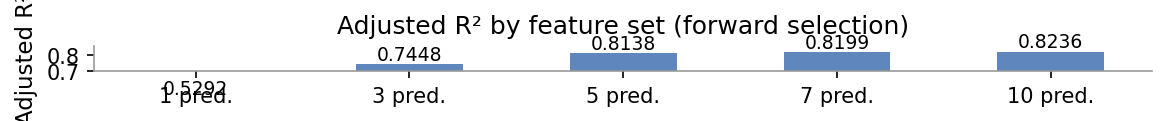 Adjusted R² by feature set (forward selection)
Adjusted R²
0.8
0.7
0.5292
0.7448
0.8138
0.8199
0.8236
1 pred.
3 pred.
5 pred.
7 pred.
10 pred.